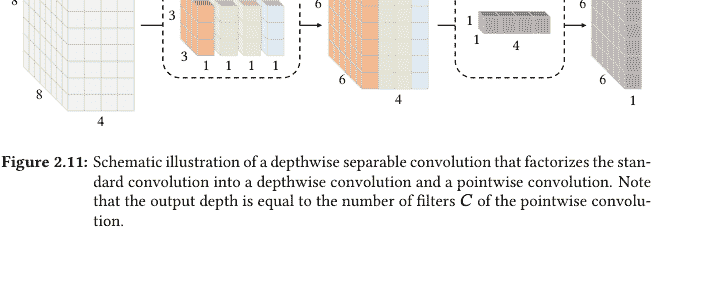 8
3
6
6
1
3
1
4
1 1 1 1
6
6
8
4
1
4
Figure 2.11: Schematic illustration of a depthwise separable convolution that factorizes the stan-
dard convolution into a depthwise convolution and a pointwise convolution. Note
that the output depth is equal to the number of filters C of the pointwise convolu-
tion.